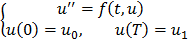 u'' = f(t, u)
u(0) = u₀,  u(T) = u₁